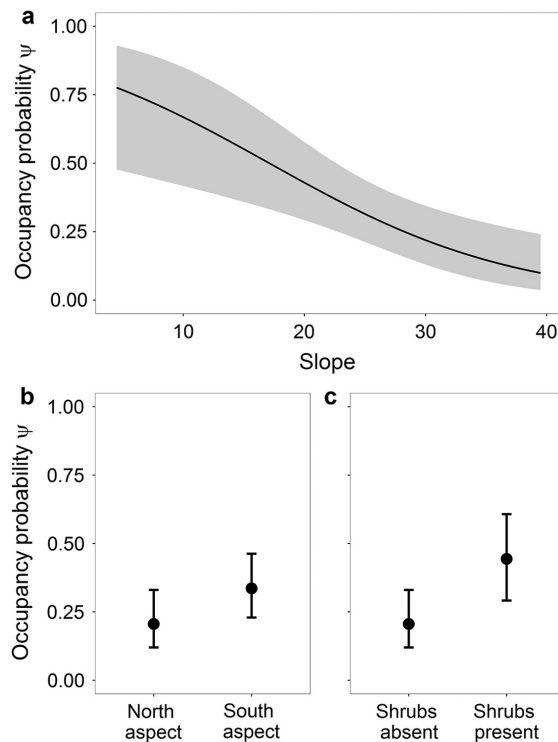 a
Occupancy probability ψ
1.00
0.75
0.50
0.25
0.00
10 20 30 40
Slope
b
c
Occupancy probability ψ
1.00
0.75
0.50
0.25
0.00
North aspect
South aspect
Shrubs absent
Shrubs present